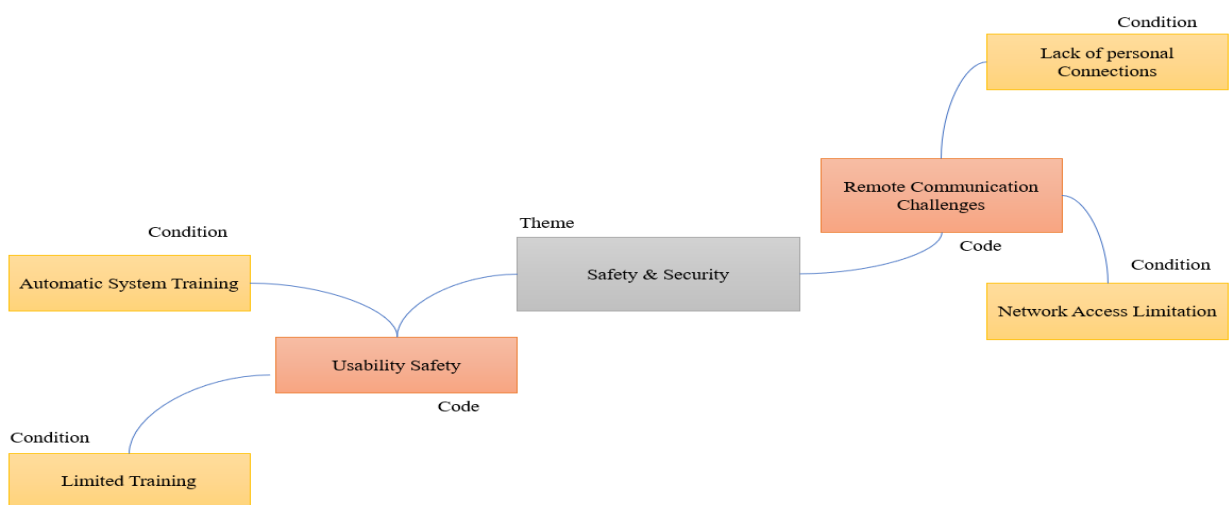 Condition
Lack of personal
Connections
Remote Communication
Challenges
Code
Condition
Network Access Limitation
Theme
Safety & Security
Condition
Automatic System Training
Usability Safety
Code
Condition
Limited Training